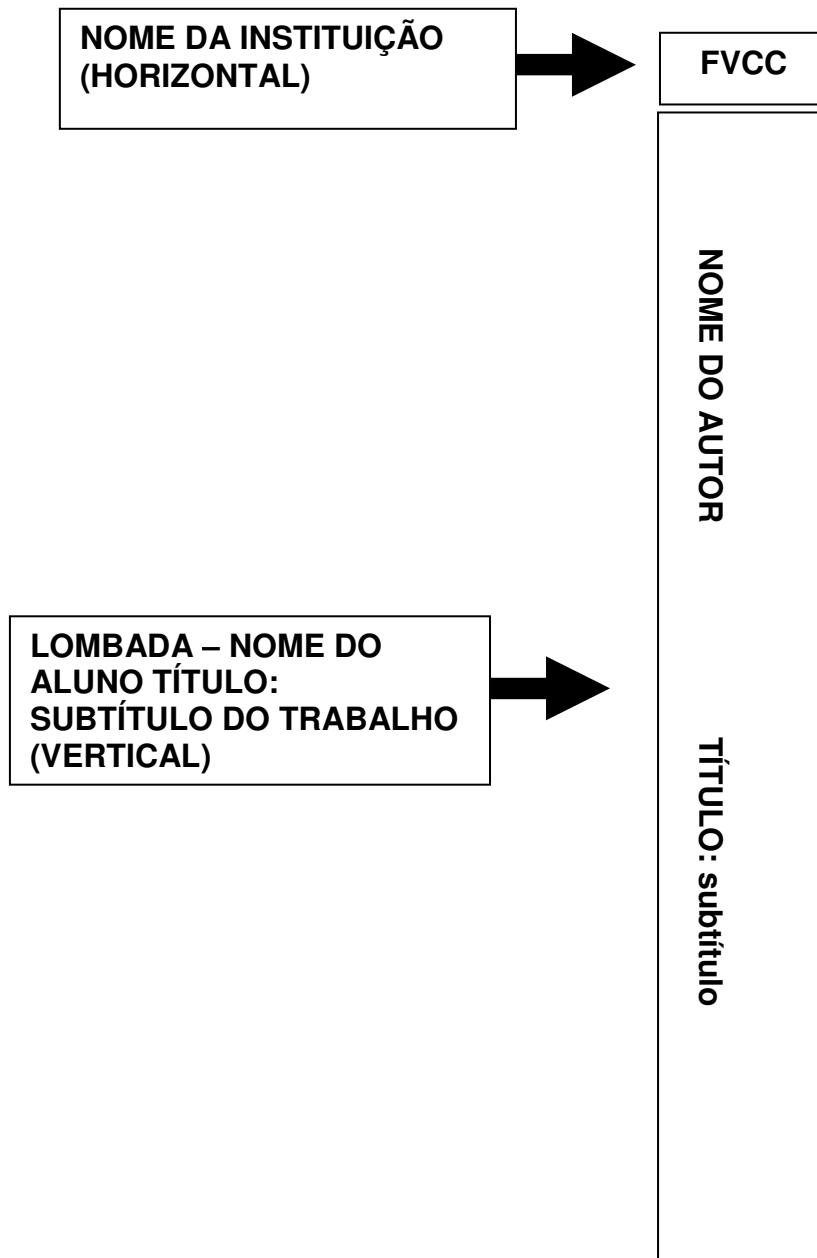 NOME DA INSTITUIÇÃO
(HORIZONTAL)
FVCC
NOME DO AUTOR
LOMBADA – NOME DO
ALUNO TÍTULO:
SUBTÍTULO DO TRABALHO
(VERTICAL)
TÍTULO: subtítulo